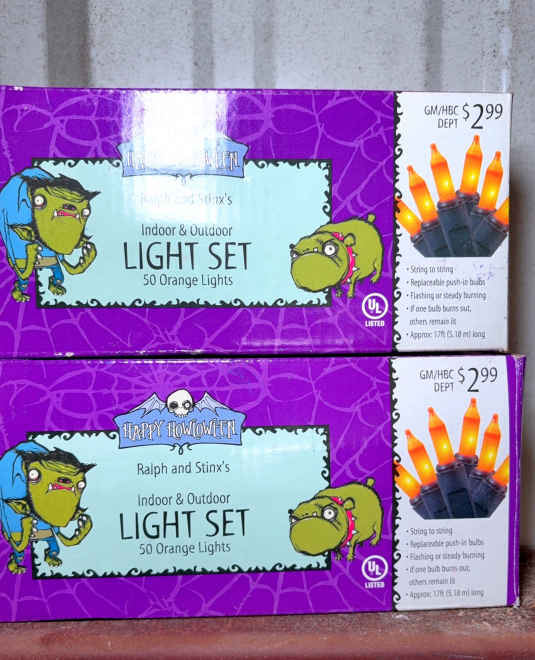 HAPPY HOWLOWEEN
Ralph and Stinx's
Indoor & Outdoor
LIGHT SET
50 Orange Lights
UL
LISTED
GM/HBC
DEPT
$2.99
• String to string
• Replaceable push-in bulbs
• Flashing or steady burning
• if one bulb burns out,
others remain lit
• Approx. 17ft (5.18 m) long
HAPPY HOWLOWEEN
Ralph and Stinx's
Indoor & Outdoor
LIGHT SET
50 Orange Lights
UL
LISTED
GM/HBC
DEPT
$2.99
• String to string
• Replaceable push-in bulbs
• Flashing or steady burning
• if one bulb burns out,
others remain lit
• Approx. 17ft (5.18 m) long